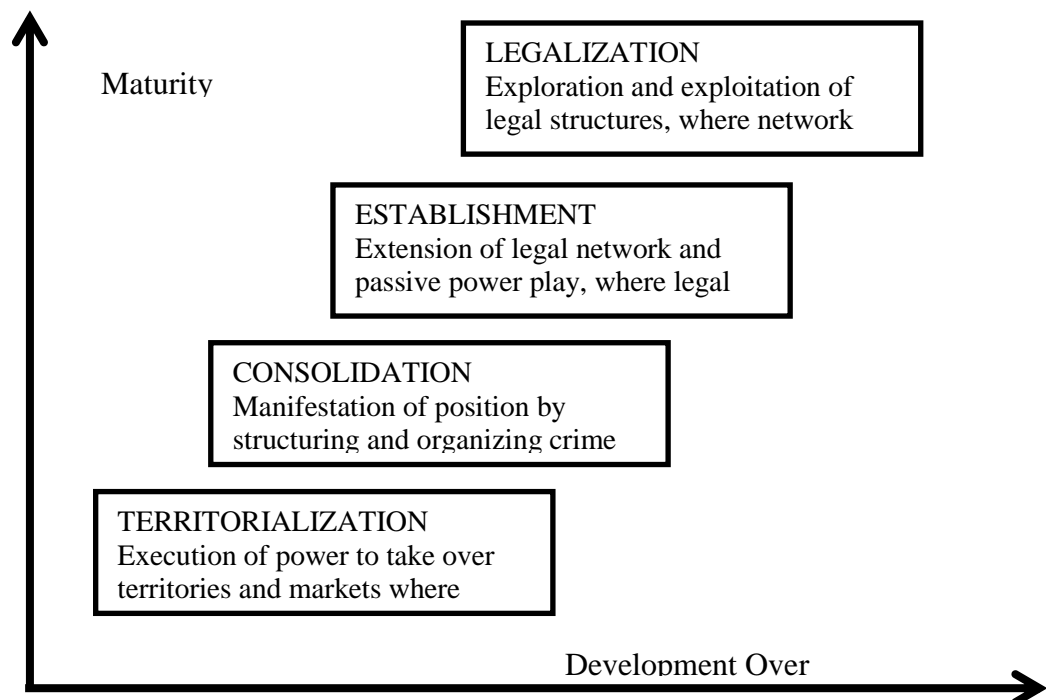 Maturity
LEGALIZATION
Exploration and exploitation of
legal structures, where network
ESTABLISHMENT
Extension of legal network and
passive power play, where legal
CONSOLIDATION
Manifestation of position by
structuring and organizing crime
TERRITORIALIZATION
Execution of power to take over
territories and markets where
Development Over